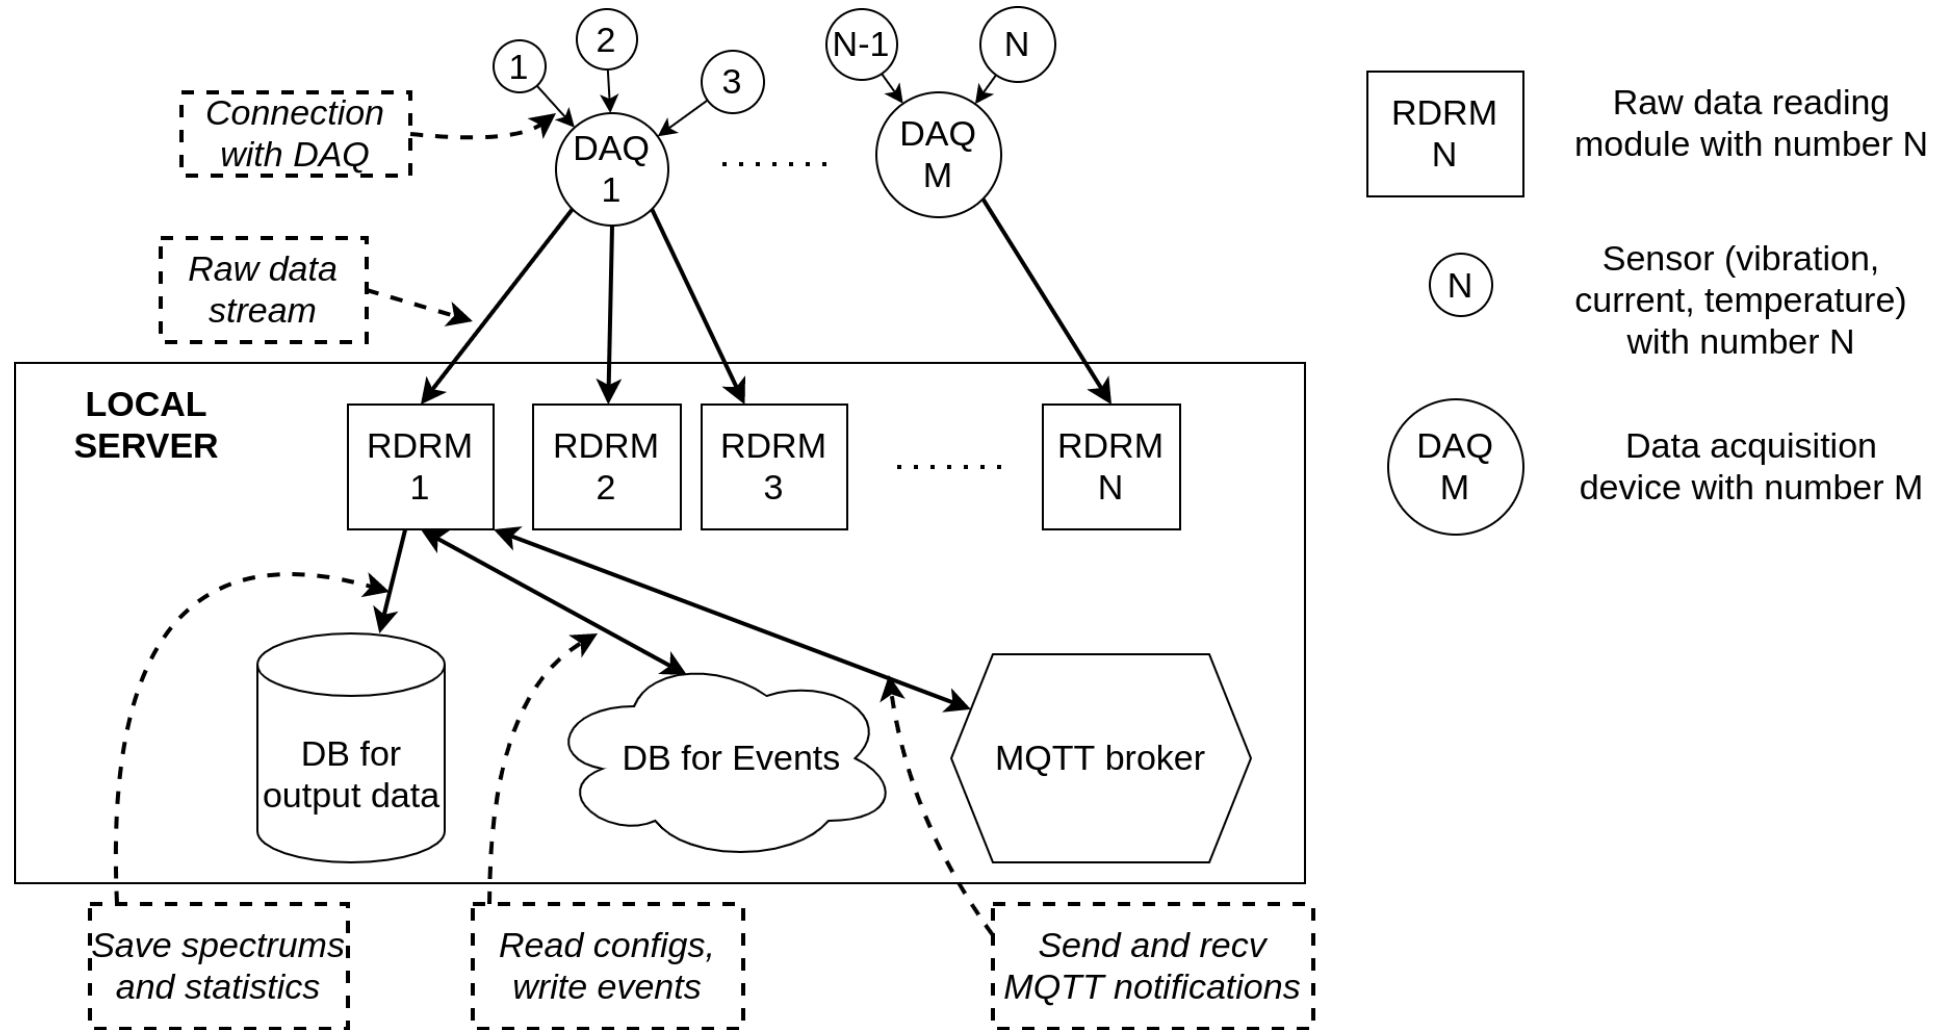 1
2
3
N-1
N
Connection
with DAQ
DAQ
1
DAQ
M
Raw data
stream
LOCAL
SERVER
RDRM
1
RDRM
2
RDRM
3
RDRM
N
DB for
output data
DB for Events
MQTT broker
Save spectrums
and statistics
Read configs,
write events
Send and recv
MQTT notifications
RDRM
N
Raw data reading
module with number N
N
Sensor (vibration,
current, temperature)
with number N
DAQ
M
Data acquisition
device with number M